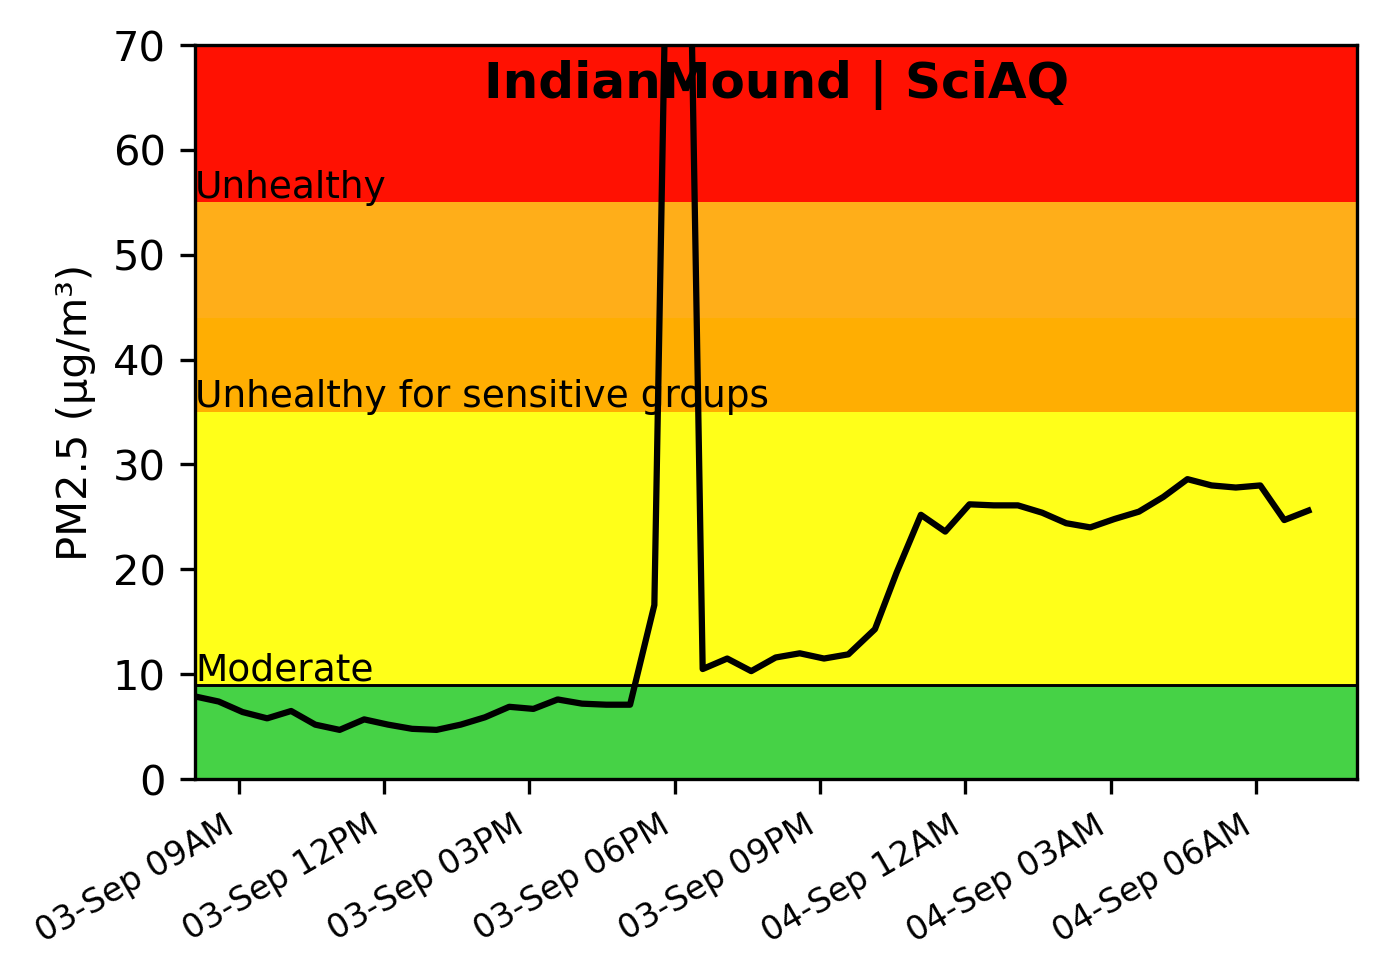 IndianMound | SciAQ
PM2.5 (µg/m³)
70
60
50
40
30
20
10
0
Unhealthy
Unhealthy for sensitive groups
Moderate
03-Sep 09AM
03-Sep 12PM
03-Sep 03PM
03-Sep 06PM
03-Sep 09PM
04-Sep 12AM
04-Sep 03AM
04-Sep 06AM